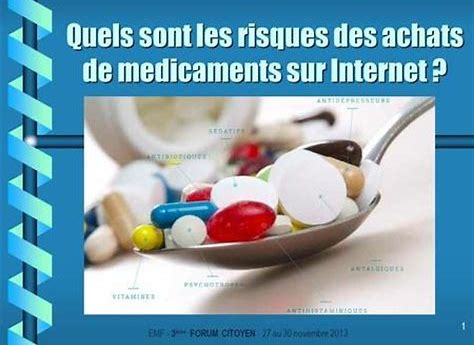 Quels sont les risques des achats
de medicaments sur Internet ?
ANTIDEPRESSEURS
SEDATIFS
ANTIBIOTIQUES
ANTALGIQUES
PSYCHOTROPES
VITAMINES
ANTIHISTAMINIQUES
EMF - 3ème FORUM CITOYEN - 27 au 30 novembre 2013
1